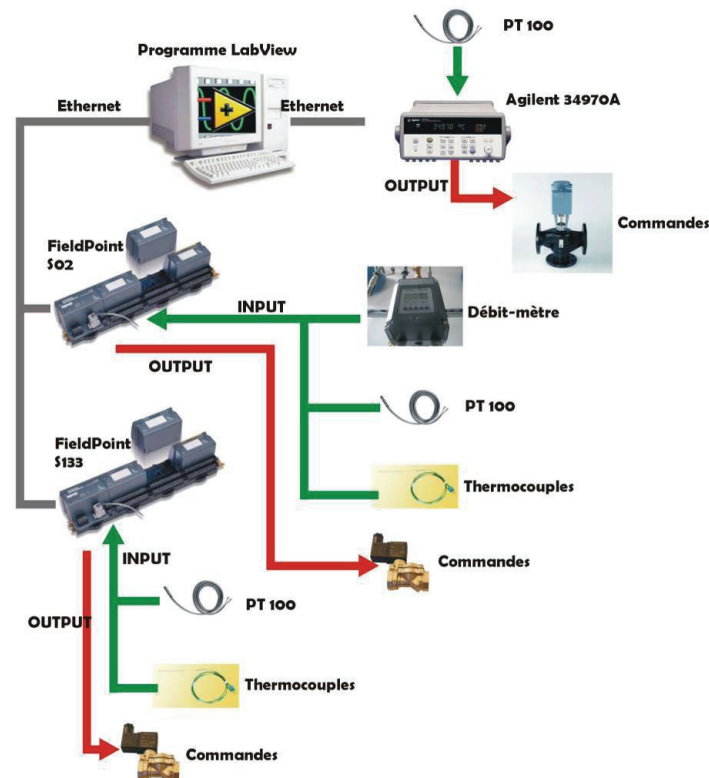 PT 100
Programme LabView
Ethernet
Ethernet
Agilent 34970A
OUTPUT
Commandes
FieldPoint
S02
INPUT
Débit-mètre
OUTPUT
PT 100
FieldPoint
S133
Thermocouples
Commandes
INPUT
PT 100
OUTPUT
Thermocouples
Commandes